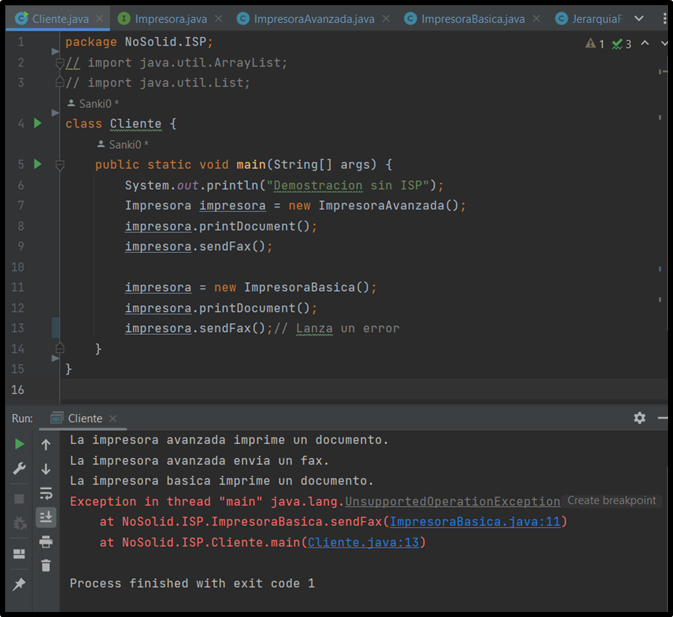 Cliente.java Impresora.java ImpresoraAvanzada.java ImpresoraBasica.java JerarquiaF
1 package NoSolid.ISP; 1 3
2 // import java.util.ArrayList;
3 // import java.util.List;
Sanki0 *
4 class Cliente {
Sanki0 *
5 public static void main(String[] args) {
6 System.out.println("Demostracion sin ISP");
7 Impresora impresora = new ImpresoraAvanzada();
8 impresora.printDocument();
9 impresora.sendFax();
10
11 impresora = new ImpresoraBasica();
12 impresora.printDocument();
13 impresora.sendFax();// Lanza un error
14 }
15 }
16
Run: Cliente
La impresora avanzada imprime un documento.
La impresora avanzada envia un fax.
La impresora basica imprime un documento.
Exception in thread "main" java.lang.UnsupportedOperationException Create breakpoint
at NoSolid.ISP.ImpresoraBasica.sendFax(ImpresoraBasica.java:11)
at NoSolid.ISP.Cliente.main(Cliente.java:13)
Process finished with exit code 1